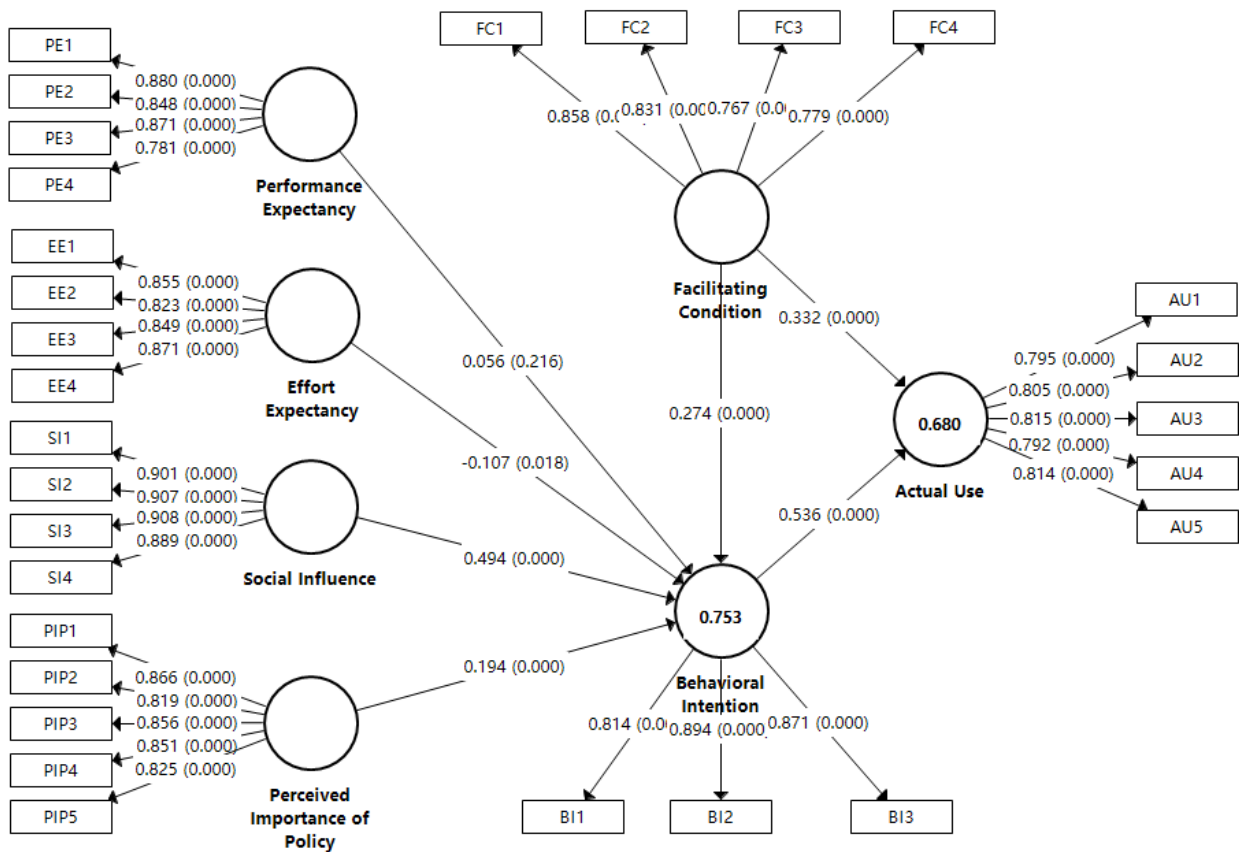 PE1
PE2
PE3
PE4
0.880 (0.000)
0.848 (0.000)
0.871 (0.000)
0.781 (0.000)
Performance
Expectancy
EE1
EE2
EE3
EE4
0.855 (0.000)
0.823 (0.000)
0.849 (0.000)
0.871 (0.000)
Effort
Expectancy
SI1
SI2
SI3
SI4
0.901 (0.000)
0.907 (0.000)
0.908 (0.000)
0.889 (0.000)
Social Influence
PIP1
PIP2
PIP3
PIP4
PIP5
0.866 (0.000)
0.819 (0.000)
0.856 (0.000)
0.851 (0.000)
0.825 (0.000)
Perceived
Importance of
Policy
FC1
FC2
FC3
FC4
0.858
0.831
0.767
0.779 (0.000)
Facilitating
Condition
0.056 (0.216)
-0.107 (0.018)
0.494 (0.000)
0.194 (0.000)
0.274 (0.000)
0.332 (0.000)
0.536 (0.000)
0.753
Behavioral
Intention
0.814
0.894 (0.000)
0.871 (0.000)
BI1
BI2
BI3
0.680
Actual Use
0.795 (0.000)
0.805 (0.000)
0.815 (0.000)
0.792 (0.000)
0.814 (0.000)
AU1
AU2
AU3
AU4
AU5